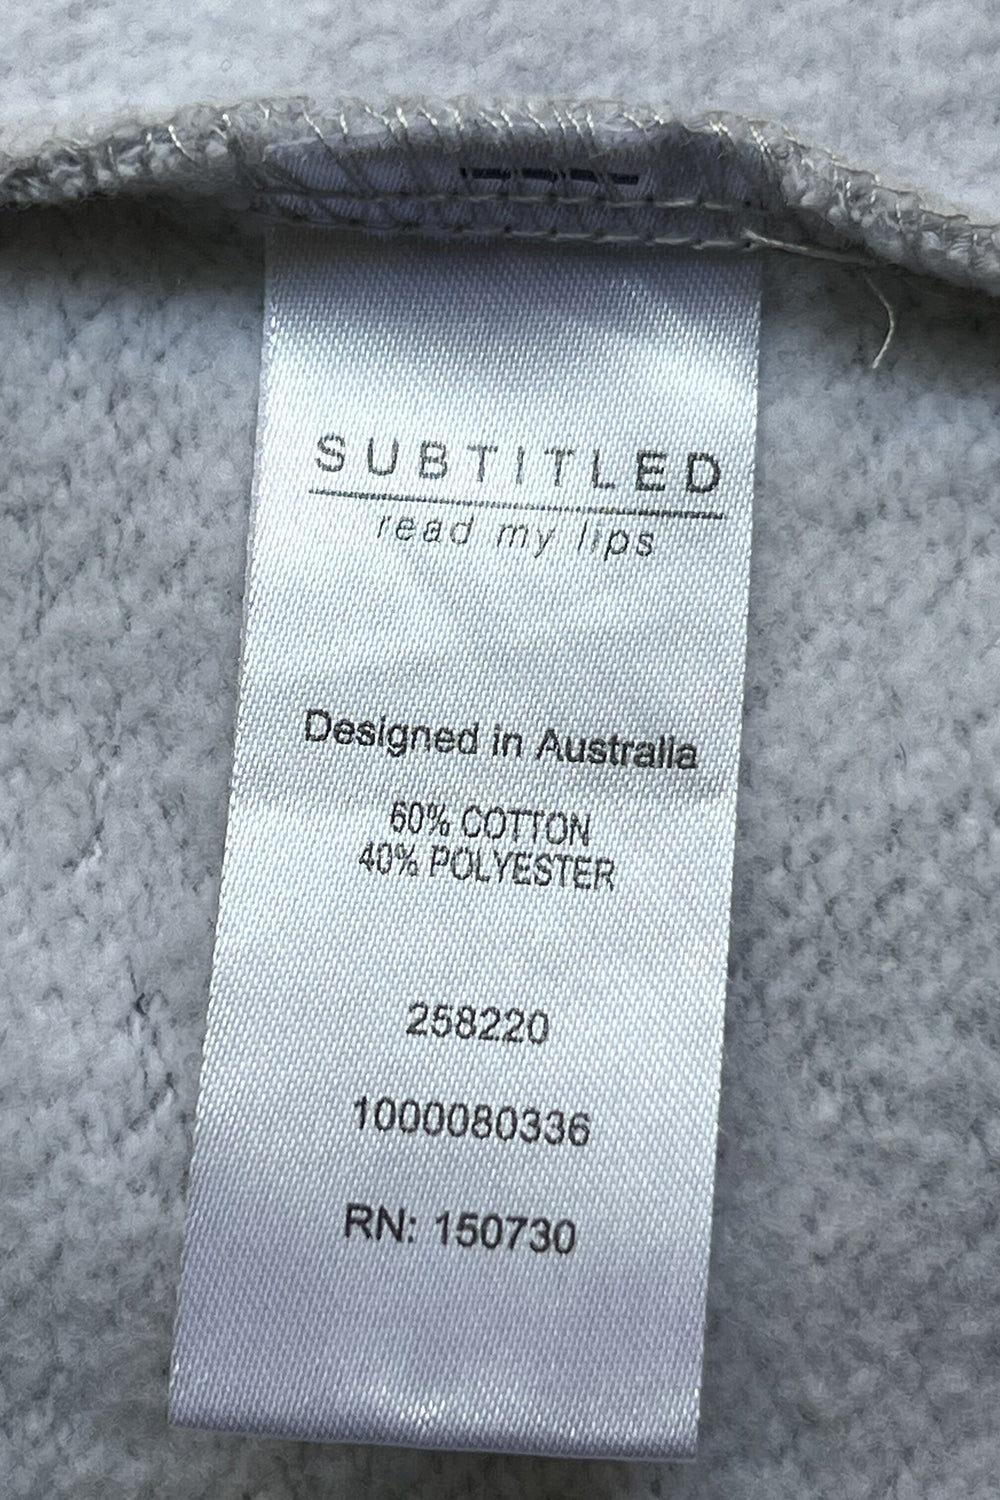 SUBTITLED
read my lips
Designed in Australia
60% COTTON
40% POLYESTER
258220
1000080336
RN: 150730